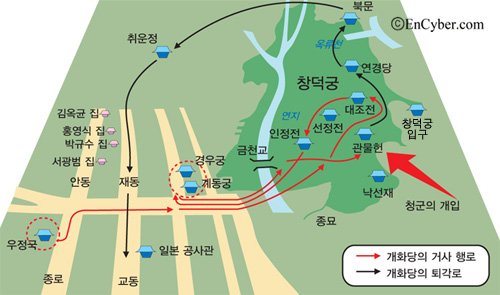 북문
ⓒEnCyber.com
취운정
옥류천
연경당
창덕궁
김옥균 집
홍영식 집
박규수 집
서광범 집
대조전
연지
선정전
인정전
창덕궁
입구
금천교
관물헌
경우궁
계동궁
안동
재동
낙선재
청군의 개입
종묘
우정국
일본 공사관
종로
교동
개화당의 거사 행로
개화당의 퇴각로